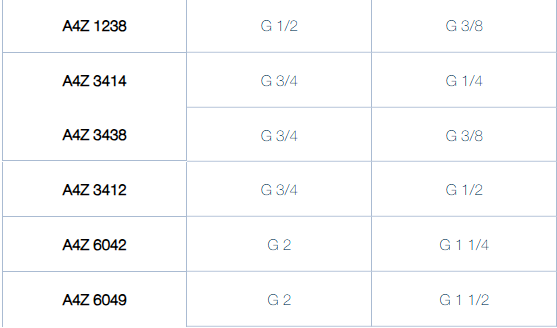 A4Z 1238 G 1/2 G 3/8
A4Z 3414 G 3/4 G 1/4
A4Z 3438 G 3/4 G 3/8
A4Z 3412 G 3/4 G 1/2
A4Z 6042 G 2 G 1 1/4
A4Z 6049 G 2 G 1 1/2